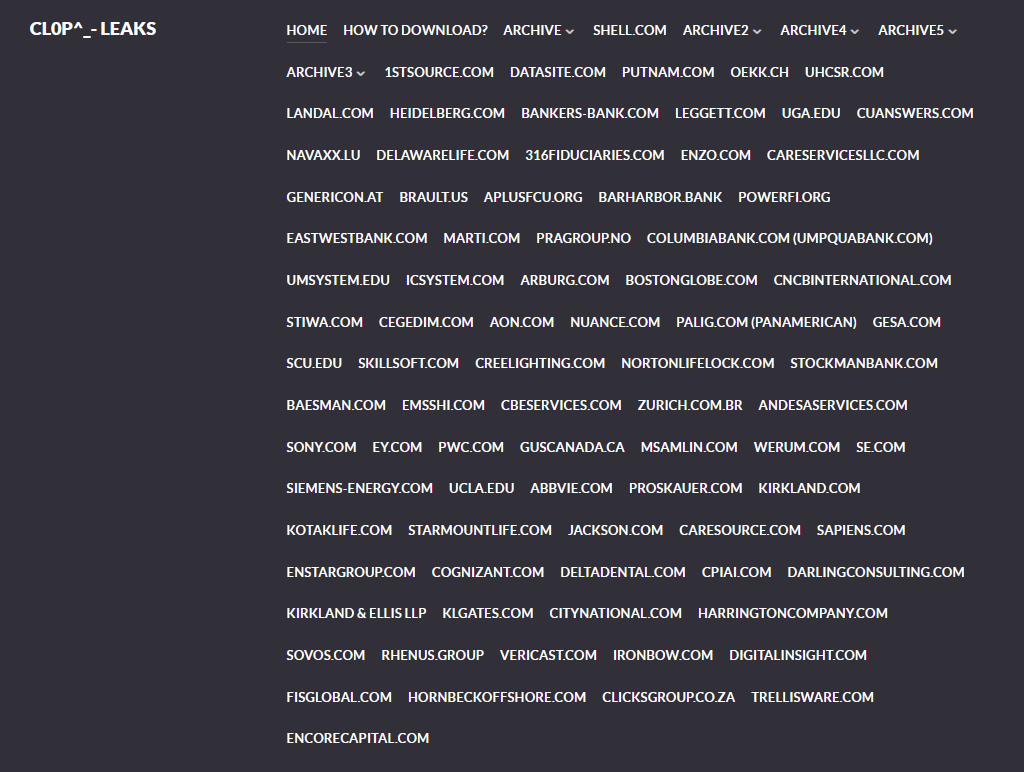 CL0P^_- LEAKS
HOME HOW TO DOWNLOAD? ARCHIVE SHELL.COM ARCHIVE2 ARCHIVE4 ARCHIVE5
ARCHIVE3 1STSOURCE.COM DATASITE.COM PUTNAM.COM OEKK.CH UHCSR.COM
LANDAL.COM HEIDELBERG.COM BANKERS-BANK.COM LEGGETT.COM UGA.EDU CUANSWERS.COM
NAVAXX.LU DELAWARELIFE.COM 316FIDUCIARIES.COM ENZO.COM CARESERVICESLLC.COM
GENERICON.AT BRAULT.US APLUSFCU.ORG BARHARBOR.BANK POWERFI.ORG
EASTWESTBANK.COM MARTI.COM PRAGROUP.NO COLUMBIABANK.COM (UMPQUABANK.COM)
UMSYSTEM.EDU ICSYSTEM.COM ARBURG.COM BOSTONGLOBE.COM CNCBINTERNATIONAL.COM
STIWA.COM CEGEDIM.COM AON.COM NUANCE.COM PALIG.COM (PANAMERICAN) GESA.COM
SCU.EDU SKILLSOFT.COM CREELIGHTING.COM NORTONLIFELOCK.COM STOCKMANBANK.COM
BAESMAN.COM EMSSHI.COM CBESERVICES.COM ZURICH.COM.BR ANDESASERVICES.COM
SONY.COM EY.COM PWC.COM GUSCANADA.CA MSAMLIN.COM WERUM.COM SE.COM
SIEMENS-ENERGY.COM UCLA.EDU ABBVIE.COM PROSKAUER.COM KIRKLAND.COM
KOTAKLIFE.COM STARMOUNTLIFE.COM JACKSON.COM CARESOURCE.COM SAPIENS.COM
ENSTARGROUP.COM COGNIZANT.COM DELTADENTAL.COM CPIAI.COM DARLINGCONSULTING.COM
KIRKLAND & ELLIS LLP KLGATES.COM CITYNATIONAL.COM HARRINGTONCOMPANY.COM
SOVOS.COM RHENUS.GROUP VERICAST.COM IRONBOW.COM DIGITALINSIGHT.COM
FISGLOBAL.COM HORNBECKOFFSHORE.COM CLICKSGROUP.CO.ZA TRELLISWARE.COM
ENCORECAPITAL.COM